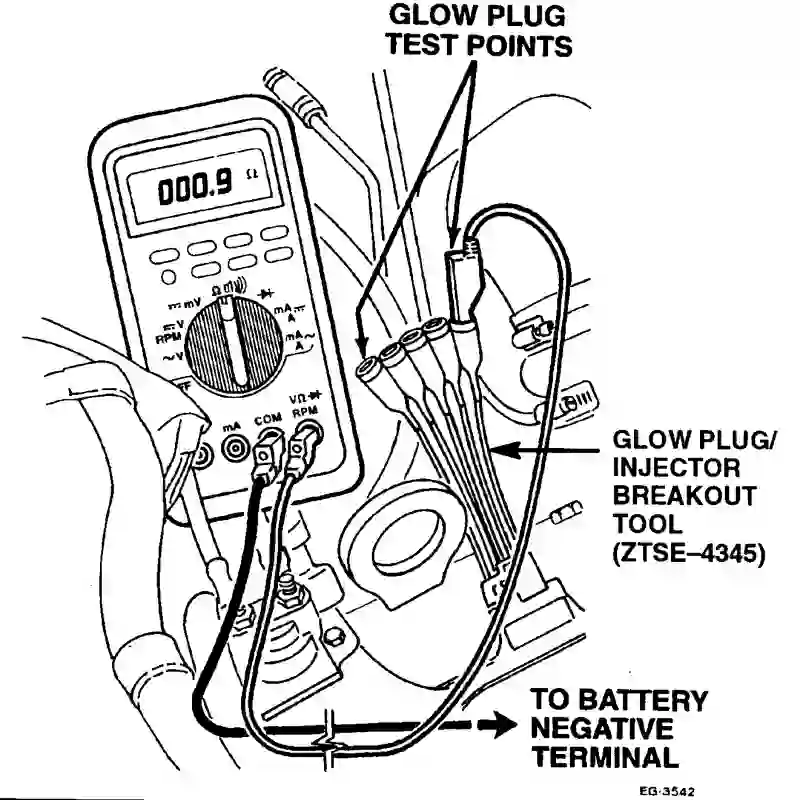 GLOW PLUG
TEST POINTS
000.9 Ω
Ω
mV
V
RPM
V
mA
A
mA
A
mA
COM
VΩ
RPM
GLOW PLUG/
INJECTOR
BREAKOUT
TOOL
(ZTSE–4345)
TO BATTERY
NEGATIVE
TERMINAL
EG-3542